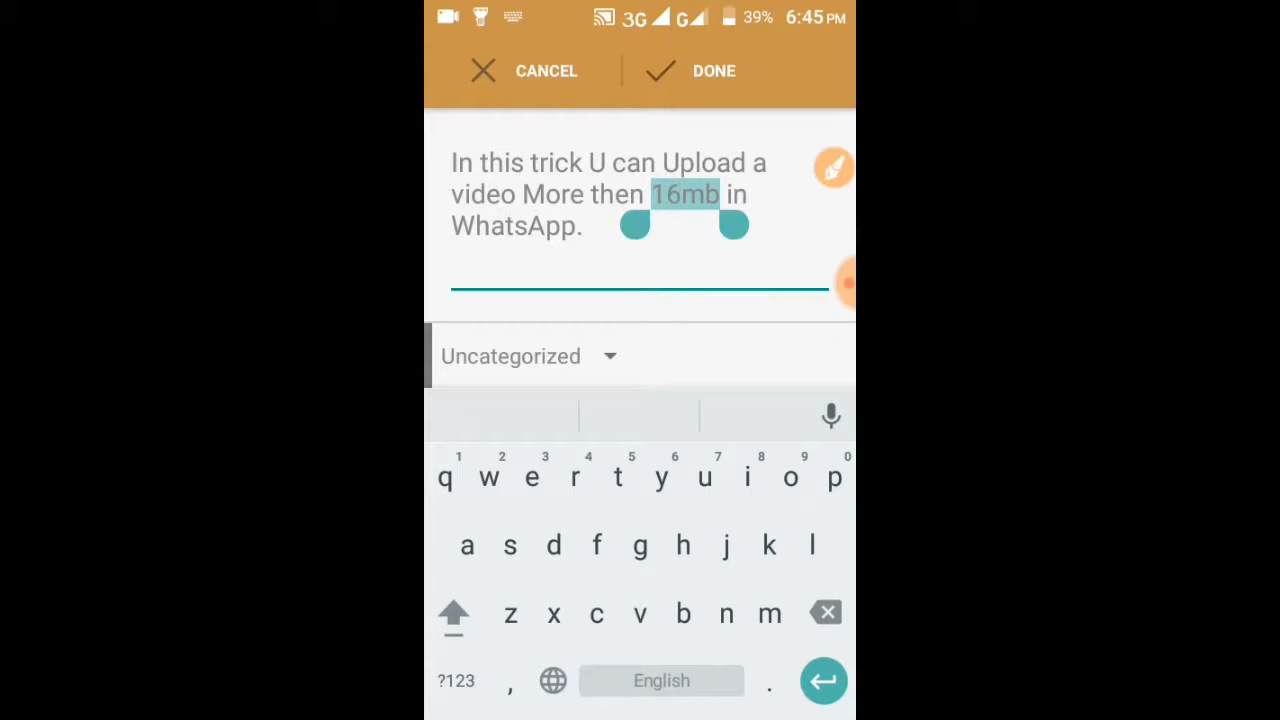 3G G 39% 6:45 PM
CANCEL DONE
In this trick U can Upload a
video More then 16mb in
WhatsApp.
Uncategorized
1 2 3 4 5 6 7 8 9 0
q w e r t y u i o p
a s d f g h j k l
z x c v b n m
?123 , English .